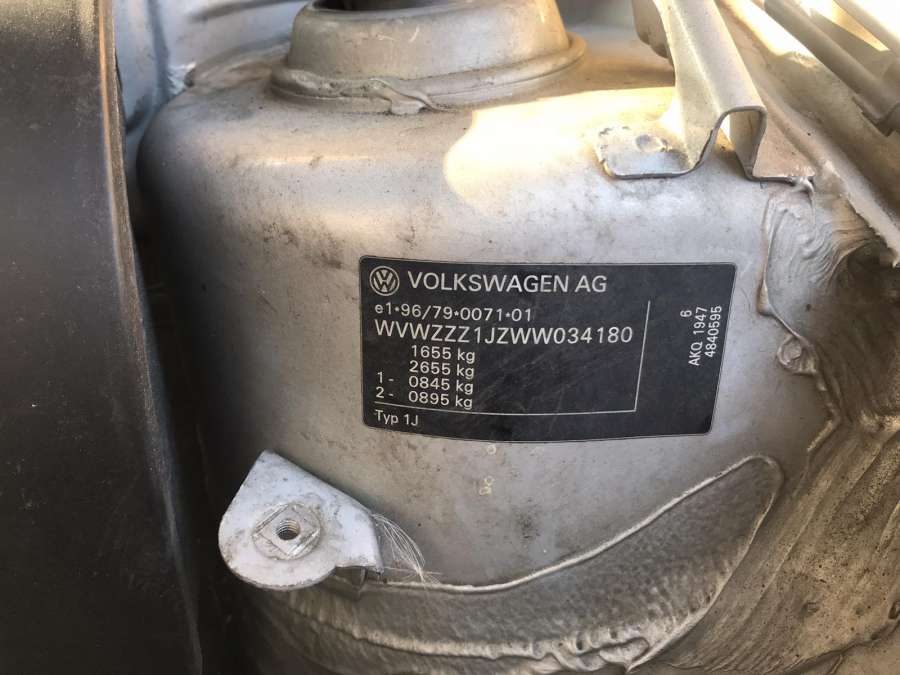 VOLKSWAGEN AG
e1*96/79*0071*01
WVWZZZ1JZWW034180
1655 kg
2655 kg
1- 0845 kg
2- 0895 kg
Typ 1J
6
AKQ 1947
4840595